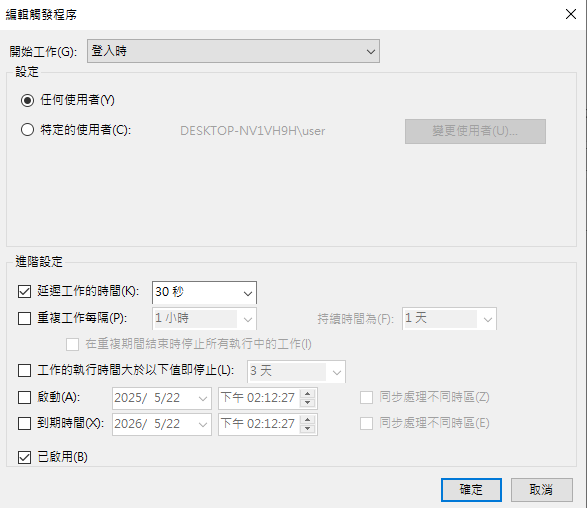 編輯觸發程序
開始工作(G): 登入時
設定
任何使用者(Y)
特定的使用者(C): DESKTOP-NV1VH9H\user 變更使用者(U)...
進階設定
延遲工作的時間(K): 30 秒
重複工作每隔(P): 1 小時 持續時間為(F): 1 天
在重複期間結束時停止所有執行中的工作(I)
工作的執行時間大於以下值即停止(L): 3 天
啟動(A): 2025/ 5/22 下午 02:12:27 同步處理不同時區(Z)
到期時間(X): 2026/ 5/22 下午 02:12:27 同步處理不同時區(E)
已啟用(B)
確定 取消